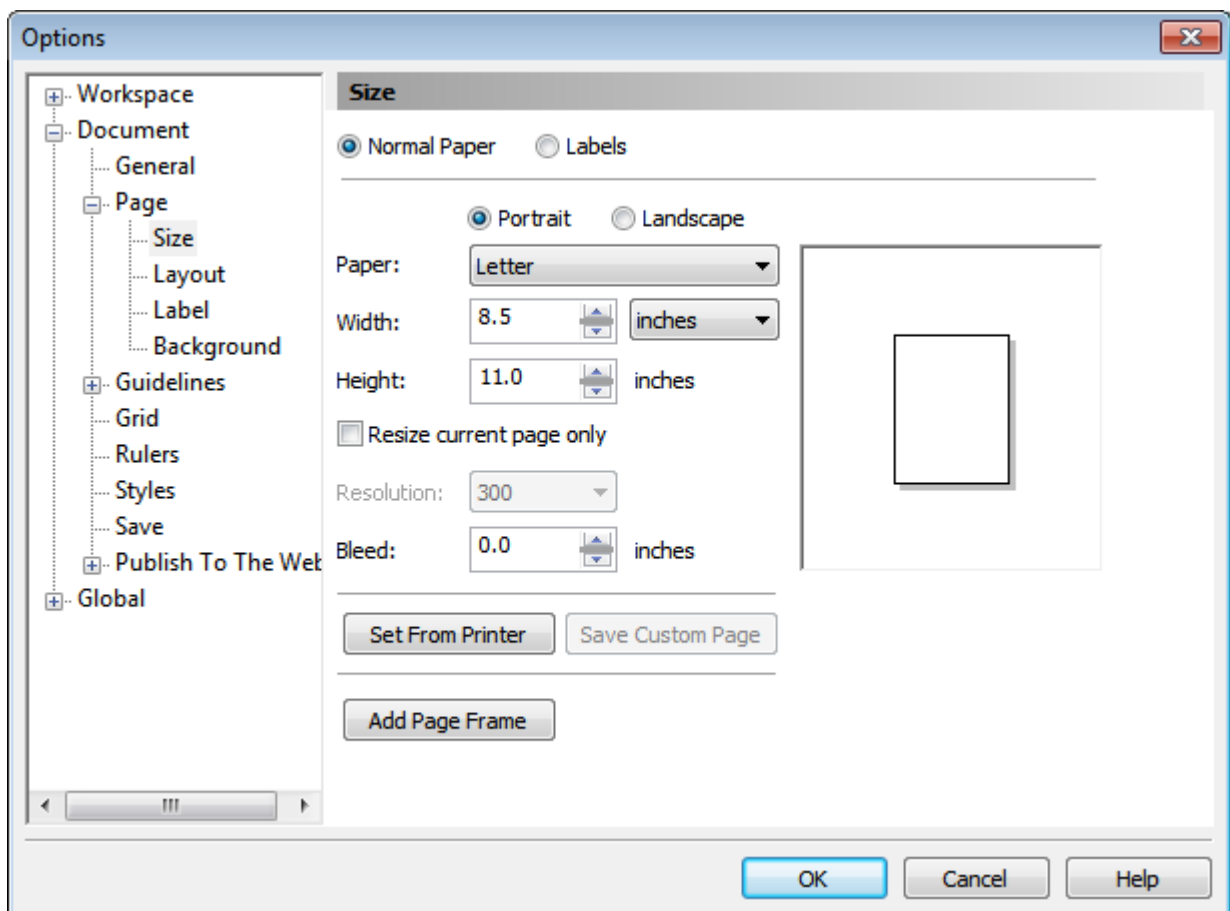 Options
Workspace
Document
General
Page
Size
Layout
Label
Background
Guidelines
Grid
Rulers
Styles
Save
Publish To The Web
Global
Size
Normal Paper Labels
Portrait Landscape
Paper: Letter
Width: 8.5 inches
Height: 11.0 inches
Resize current page only
Resolution: 300
Bleed: 0.0 inches
Set From Printer Save Custom Page
Add Page Frame
OK Cancel Help